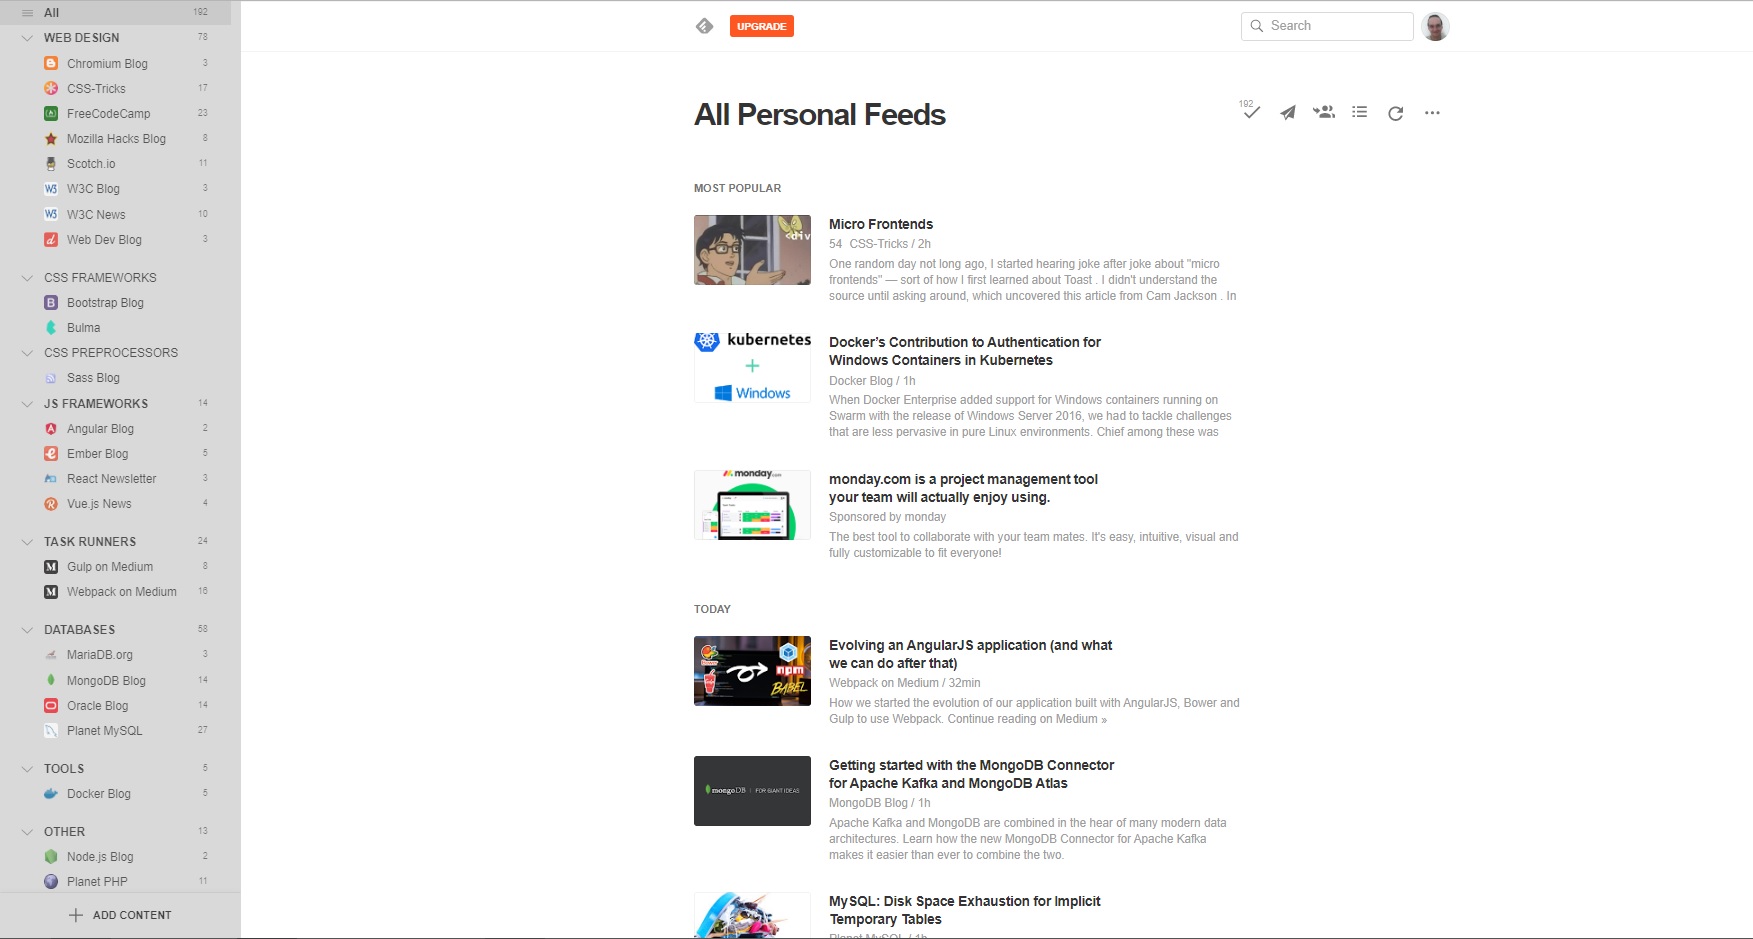 All 192
WEB DESIGN 78
Chromium Blog 3
CSS-Tricks 17
FreeCodeCamp 23
Mozilla Hacks Blog 8
Scotch.io 11
W3C Blog 3
W3C News 10
Web Dev Blog 3
CSS FRAMEWORKS
Bootstrap Blog
Bulma
CSS PREPROCESSORS
Sass Blog
JS FRAMEWORKS 14
Angular Blog 2
Ember Blog 5
React Newsletter 3
Vue.js News 4
TASK RUNNERS 24
Gulp on Medium 8
Webpack on Medium 16
DATABASES 58
MariaDB.org 3
MongoDB Blog 14
Oracle Blog 14
Planet MySQL 27
TOOLS 5
Docker Blog 5
OTHER 13
Node.js Blog 2
Planet PHP 11
ADD CONTENT
UPGRADE
Search
All Personal Feeds
192
MOST POPULAR
<div
Micro Frontends
54 CSS-Tricks / 2h
One random day not long ago, I started hearing joke after joke about "micro
frontends" — sort of how I first learned about Toast . I didn't understand the
source until asking around, which uncovered this article from Cam Jackson . In
kubernetes
+
Windows
Docker’s Contribution to Authentication for
Windows Containers in Kubernetes
Docker Blog / 1h
When Docker Enterprise added support for Windows containers running on
Swarm with the release of Windows Server 2016, we had to tackle challenges
that are less pervasive in pure Linux environments. Chief among these was
monday.com
monday.com is a project management tool
your team will actually enjoy using.
Sponsored by monday
The best tool to collaborate with your team mates. It's easy, intuitive, visual and
fully customizable to fit everyone!
TODAY
npm
BABEL
Evolving an AngularJS application (and what
we can do after that)
Webpack on Medium / 32min
How we started the evolution of our application built with AngularJS, Bower and
Gulp to use Webpack. Continue reading on Medium »
mongoDB | FOR GIANT IDEAS
Getting started with the MongoDB Connector
for Apache Kafka and MongoDB Atlas
MongoDB Blog / 1h
Apache Kafka and MongoDB are combined in the hear of many modern data
architectures. Learn how the new MongoDB Connector for Apache Kafka
makes it easier than ever to combine the two.
MySQL: Disk Space Exhaustion for Implicit
Temporary Tables
Planet MySQL / 1h